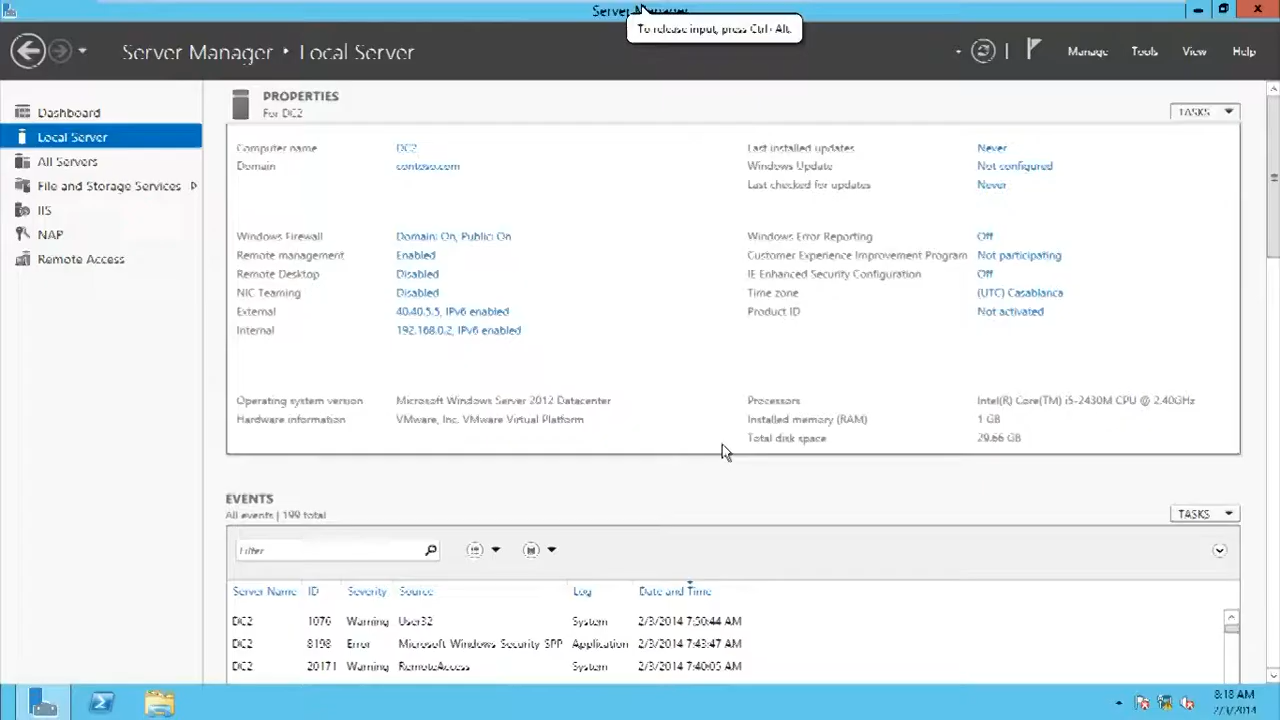 Server Manager
To release input, press Ctrl+Alt.
Server Manager • Local Server
Manage Tools View Help
Dashboard
Local Server
All Servers
File and Storage Services
IIS
NAP
Remote Access
PROPERTIES
For DC2
TASKS
Computer name DC2 Last installed updates Never
Domain contoso.com Windows Update Not configured
Last checked for updates Never
Windows Firewall Domain: On, Public: On Windows Error Reporting Off
Remote management Enabled Customer Experience Improvement Program Not participating
Remote Desktop Disabled IE Enhanced Security Configuration Off
NIC Teaming Disabled Time zone (UTC) Casablanca
External 40.40.5.5, IPv6 enabled Product ID Not activated
Internal 192.168.0.2, IPv6 enabled
Operating system version Microsoft Windows Server 2012 Datacenter Processors Intel(R) Core(TM) i5-2430M CPU @ 2.40GHz
Hardware information VMware, Inc. VMware Virtual Platform Installed memory (RAM) 1 GB
Total disk space 29.66 GB
EVENTS
All events | 199 total
TASKS
Filter
Server Name ID Severity Source Log Date and Time
DC2 1076 Warning User32 System 2/3/2014 7:50:44 AM
DC2 8198 Error Microsoft Windows Security SPP Application 2/3/2014 7:43:47 AM
DC2 20171 Warning RemoteAccess System 2/3/2014 7:40:05 AM
8:18 AM
2/3/2014